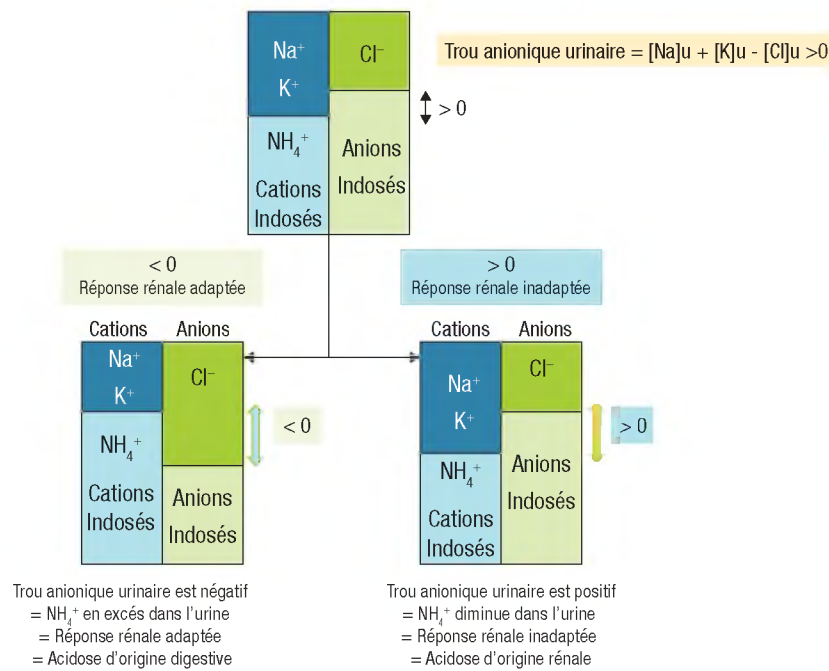 Na⁺
K⁺
Cl⁻
NH₄⁺
Cations
Indosés
Anions
Indosés
Trou anionique urinaire = [Na]u + [K]u - [Cl]u >0
> 0
< 0
Réponse rénale adaptée
> 0
Réponse rénale inadaptée
Cations Anions
Na⁺
K⁺
Cl⁻
NH₄⁺
Cations
Indosés
Anions
Indosés
< 0
Cations Anions
Na⁺
K⁺
Cl⁻
NH₄⁺
Cations
Indosés
Anions
Indosés
> 0
Trou anionique urinaire est négatif
= NH₄⁺ en excés dans l'urine
= Réponse rénale adaptée
= Acidose d'origine digestive
Trou anionique urinaire est positif
= NH₄⁺ diminue dans l'urine
= Réponse rénale inadaptée
= Acidose d'origine rénale